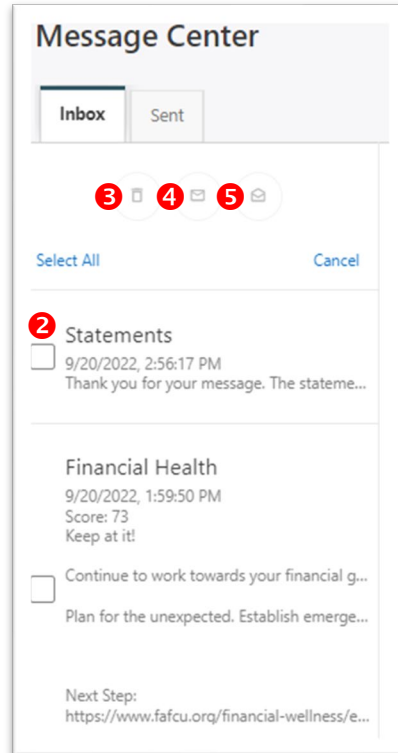 Message Center
Inbox Sent
3 4 5
Select All Cancel
2
Statements
9/20/2022, 2:56:17 PM
Thank you for your message. The stateme...
Financial Health
9/20/2022, 1:59:50 PM
Score: 73
Keep at it!
Continue to work towards your financial g...
Plan for the unexpected. Establish emerge...
Next Step:
https://www.fafcu.org/financial-wellness/e...